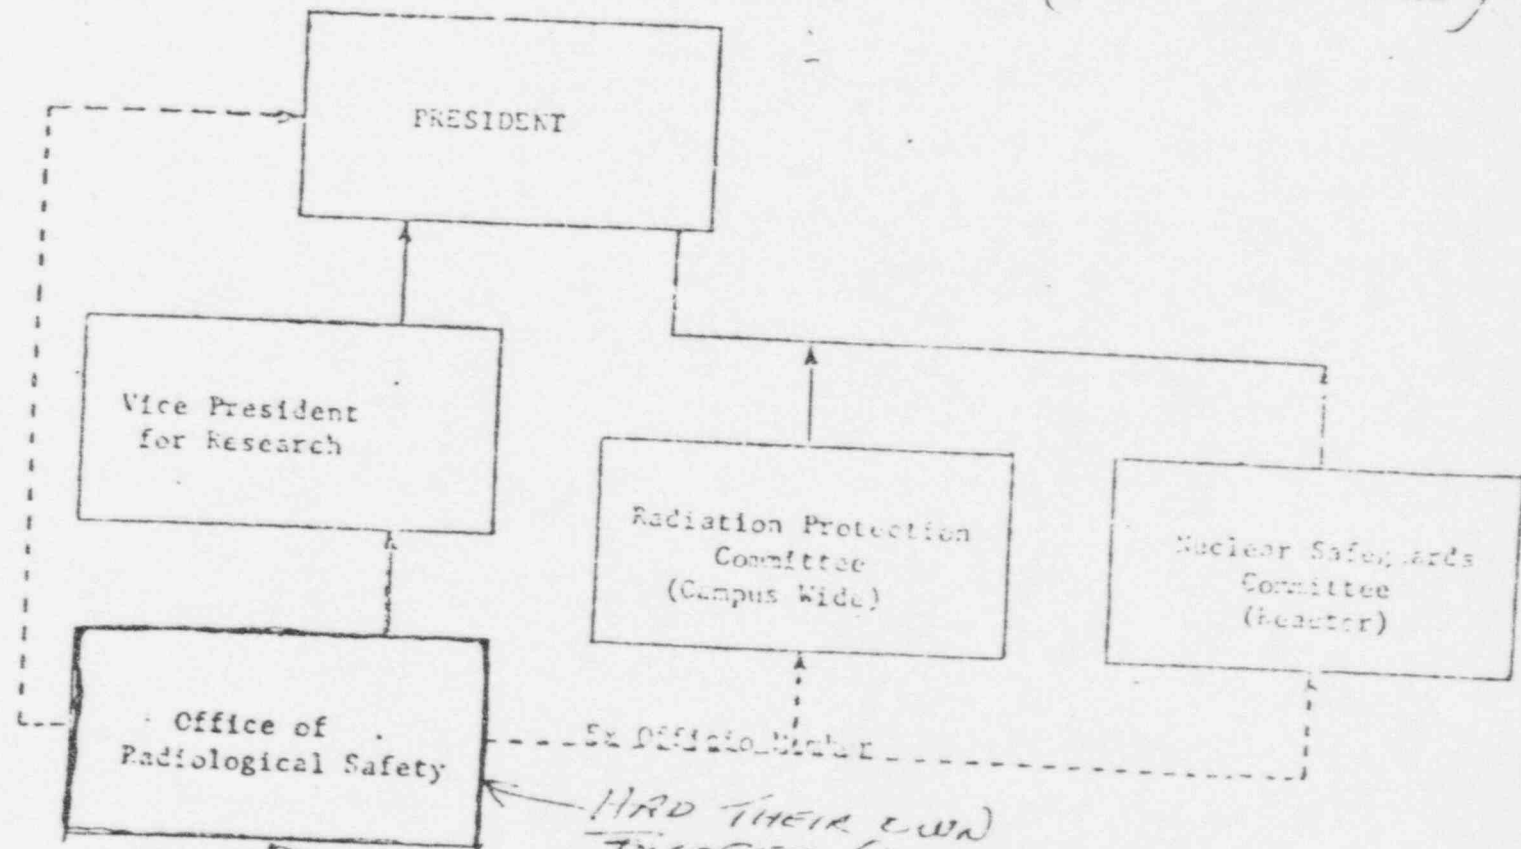 PRESIDENT
Vice President
for Research
Radiation Protection
Committee
(Campus Wide)
Nuclear Safeguards
Committee
(Reactor)
Office of
Radiological Safety
Ex Officio Member
HAD THEIR OWN